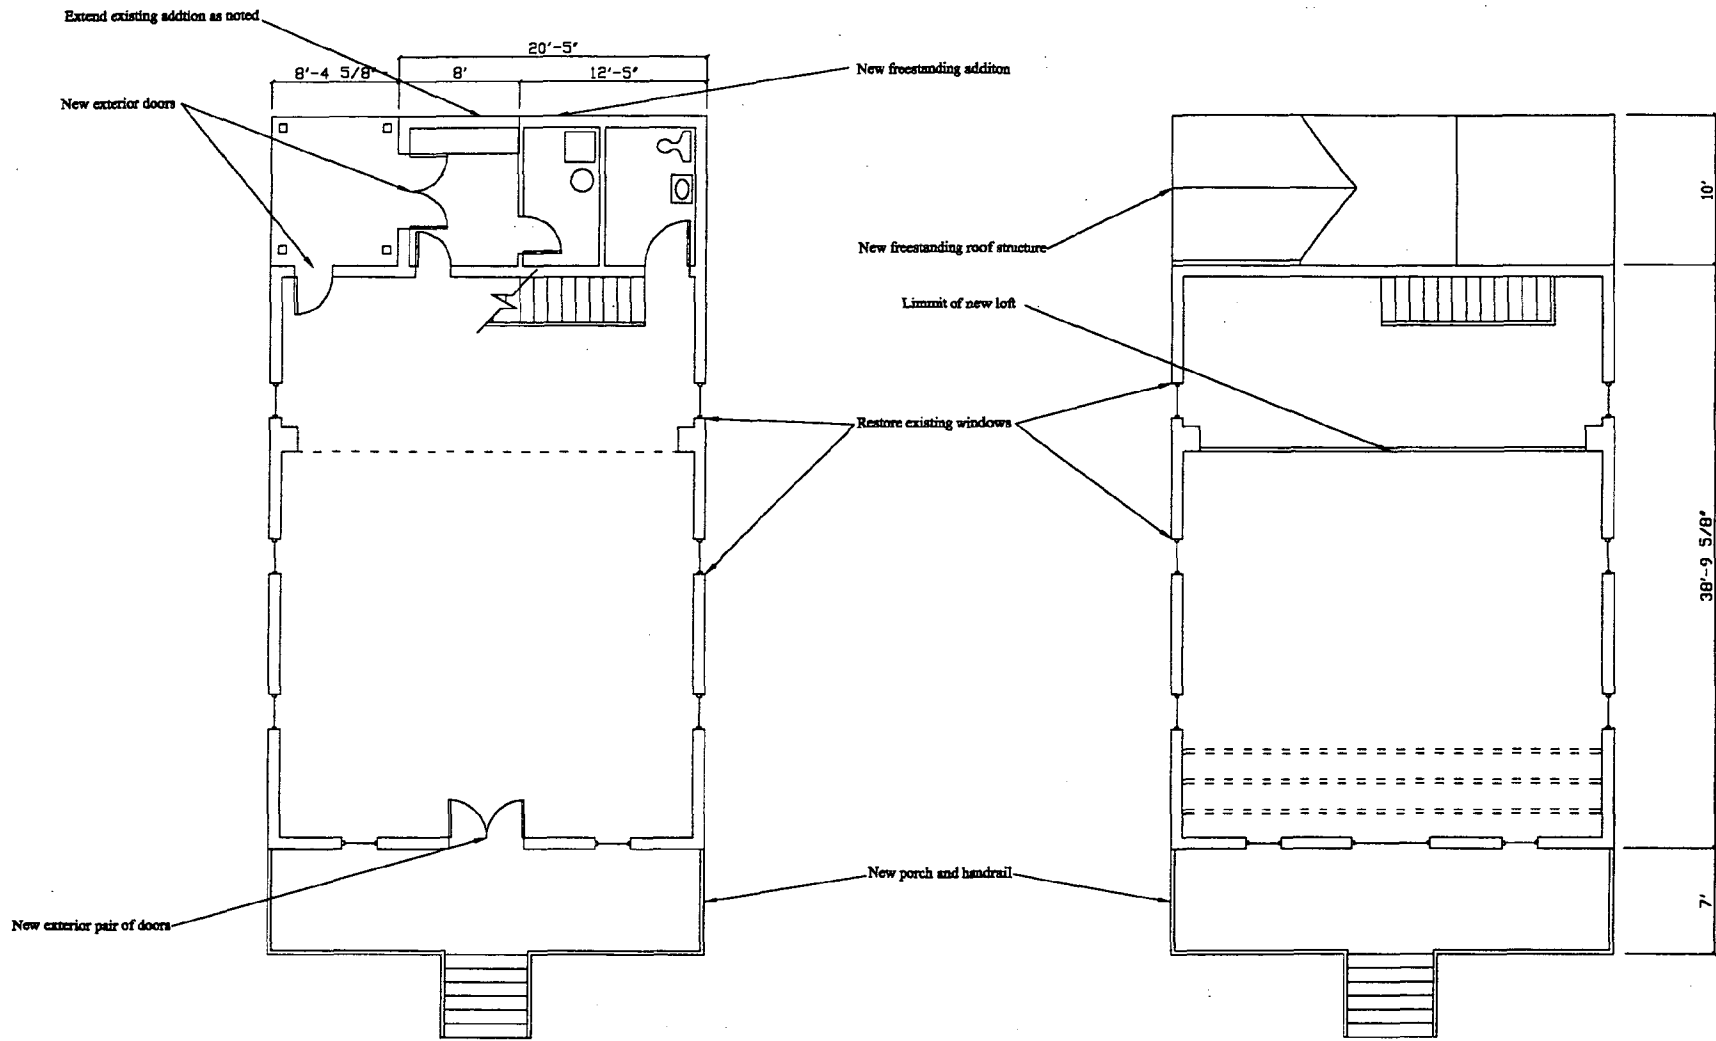 Extend existing addtion as noted
20'-5"
8'-4 5/8"
8'
12'-5"
New freestanding additon
New exterior doors
10'
New freestanding roof structure
Limmit of new loft
Restore existing windows
38'-9 5/8"
New porch and handrail
7'
New exterior pair of doors